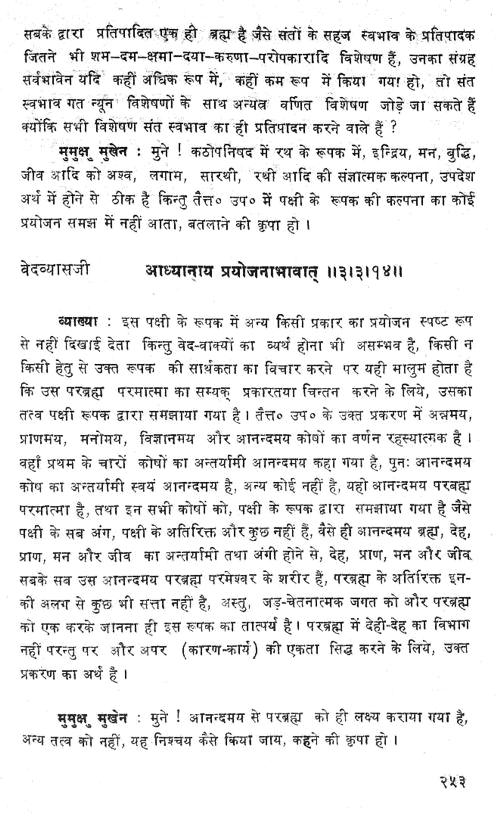 सबके द्वारा प्रतिपादित एक ही ब्रह्म है जैसे संतों के सहज स्वभाव के प्रतिपादक
जितने भी शम-दम-क्षमा-दया-करुणा-परोपकारादि विशेषण हैं, उनका संग्रह
सर्वभावेन यदि कहीं अधिक रूप में, कहीं कम रूप में किया गया हो, तो संत
स्वभाव गत न्यून विशेषणों के साथ अन्यत्र वर्णित विशेषण जोड़े जा सकते हैं
क्योंकि सभी विशेषण संत स्वभाव का ही प्रतिपादन करने वाले हैं ?
मुमुक्षु मुखेन : मुने ! कठोपनिषद में रथ के रूपक में, इन्द्रिय, मन, बुद्धि,
जीव आदि को अश्व, लगाम, सारथी, रथी आदि की संज्ञात्मक कल्पना, उपदेश
अर्थ में होने से ठीक है किन्तु तैत्त० उप० में पक्षी के रूपक की कल्पना का कोई
प्रयोजन समझ में नहीं आता, बतलाने की कृपा हो ।
वेदव्यासजी आध्यानाय प्रयोजनाभावात् ॥३।३।१४॥
व्याख्या : इस पक्षी के रूपक में अन्य किसी प्रकार का प्रयोजन स्पष्ट रूप
से नहीं दिखाई देता किन्तु वेद-वाक्यों का व्यर्थ होना भी असम्भव है, किसी न
किसी हेतु से उक्त रूपक की सार्थकता का विचार करने पर यही मालुम होता है
कि उस परब्रह्म परमात्मा का सम्यक् प्रकारतया चिन्तन करने के लिये, उसका
तत्व पक्षी रूपक द्वारा समझाया गया है । तैत्त० उप० के उक्त प्रकरण में अन्नमय,
प्राणमय, मनोमय, विज्ञानमय और आनन्दमय कोषों का वर्णन रहस्यात्मक है ।
वहाँ प्रथम के चारों कोषों का अन्तर्यामी आनन्दमय कहा गया है, पुनः आनन्दमय
कोष का अन्तर्यामी स्वयं आनन्दमय है, अन्य कोई नहीं है, यही आनन्दमय परब्रह्म
परमात्मा है, तथा इन सभी कोषों को, पक्षी के रूपक द्वारा समझाया गया है जैसे
पक्षी के सब अंग, पक्षी के अतिरिक्त और कुछ नहीं हैं, वैसे ही आनन्दमय ब्रह्म, देह,
प्राण, मन और जीव का अन्तर्यामी तथा अंगी होने से, देह, प्राण, मन और जीव
सबके सब उस आनन्दमय परब्रह्म परमेश्वर के शरीर हैं, परब्रह्म के अतिरिक्त इन-
की अलग से कुछ भी सत्ता नहीं है, अस्तु, जड़-चेतनात्मक जगत को और परब्रह्म
को एक करके जानना ही इस रूपक का तात्पर्य है । परब्रह्म में देही-देह का विभाग
नहीं परन्तु पर और अपर (कारण-कार्य) की एकता सिद्ध करने के लिये, उक्त
प्रकरण का अर्थ है ।
मुमुक्षु मुखेन : मुने ! आनन्दमय से परब्रह्म को ही लक्ष्य कराया गया है,
अन्य तत्व को नहीं, यह निश्चय कैसे किया जाय, कहने की कृपा हो ।
२५३